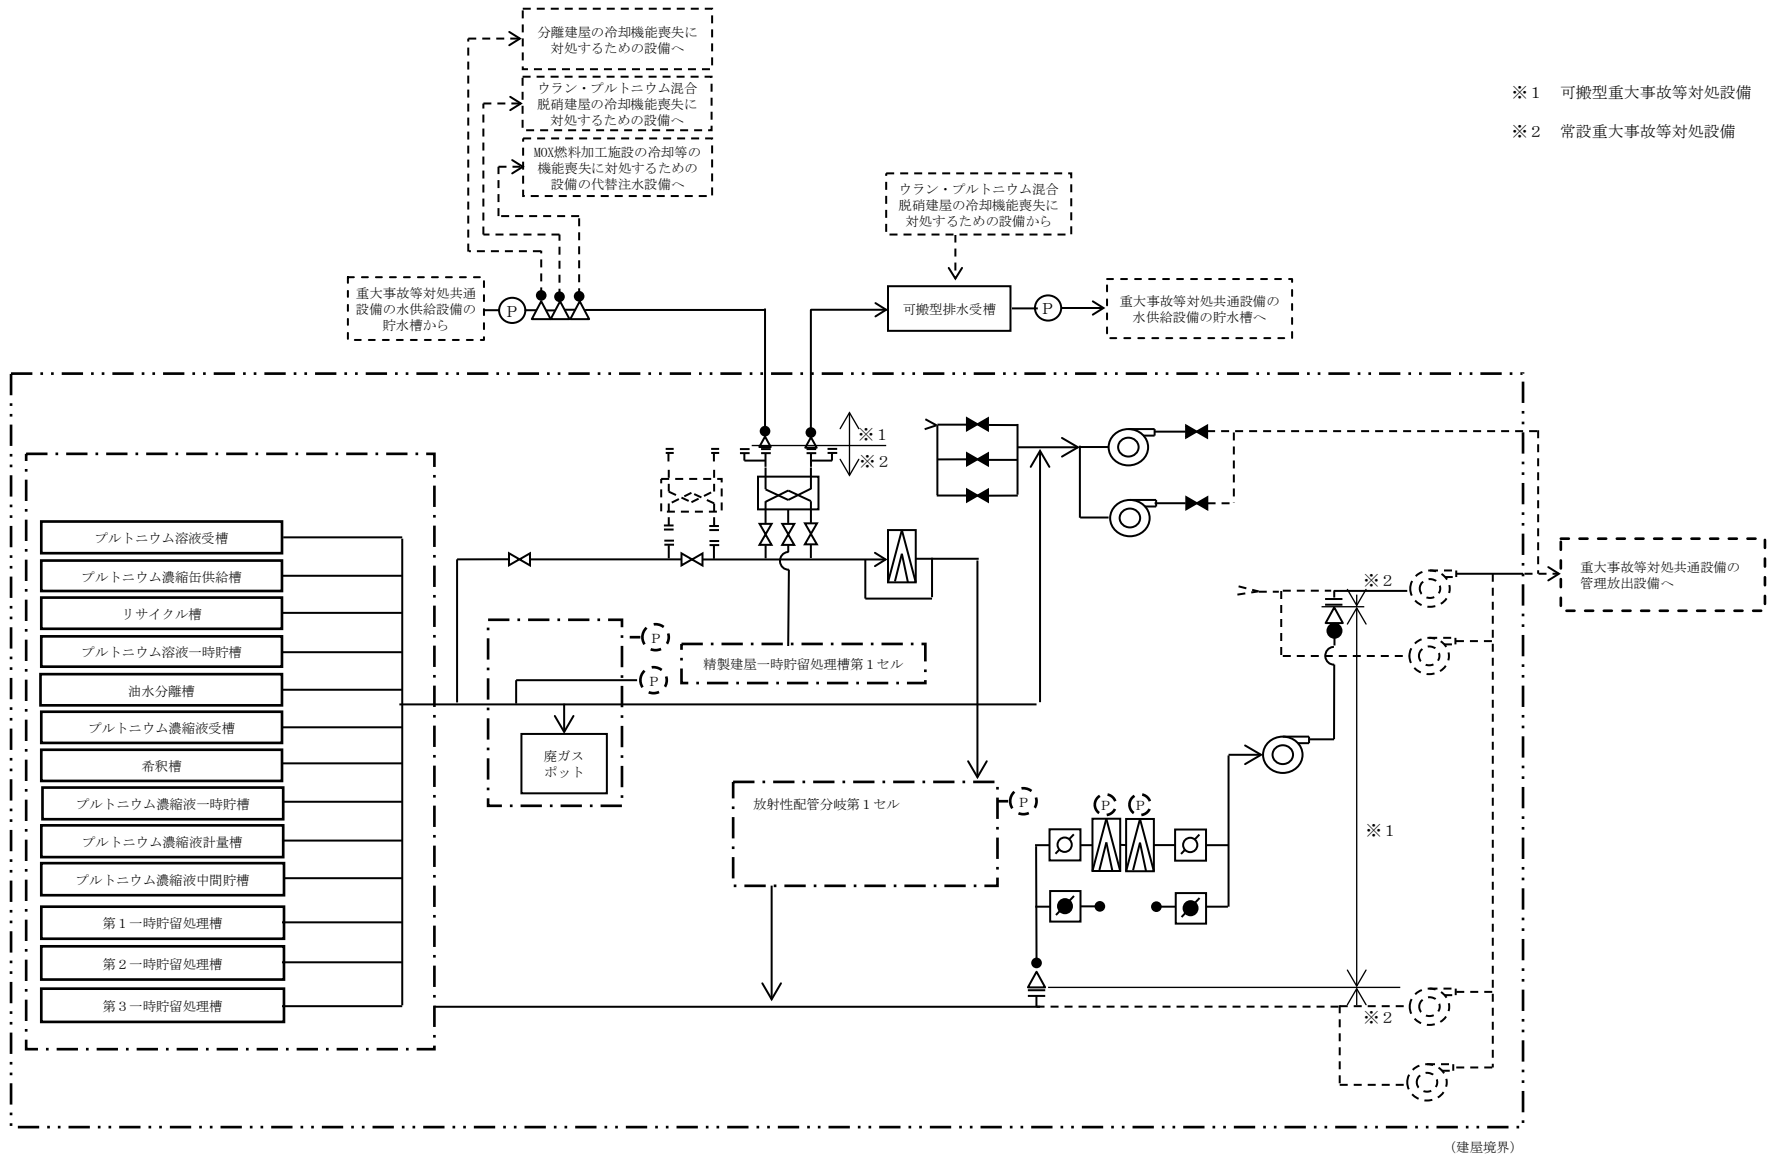 分離建屋の冷却機能喪失に
対処するための設備へ
ウラン・プルトニウム混合
脱硝建屋の冷却機能喪失に
対処するための設備へ
MOX燃料加工施設の冷却等の
機能喪失に対処するための
設備の代替注水設備へ
※１　可搬型重大事故等対処設備
※２　常設重大事故等対処設備
ウラン・プルトニウム混合
脱硝建屋の冷却機能喪失に
対処するための設備から
重大事故等対処共通
設備の水供給設備の
貯水槽から
P
可搬型排水受槽
P
重大事故等対処共通設備の
水供給設備の貯水槽へ
※１
※２
プルトニウム溶液受槽
プルトニウム濃縮缶供給槽
リサイクル槽
プルトニウム溶液一時貯槽
油水分離槽
プルトニウム濃縮液受槽
希釈槽
プルトニウム濃縮液一時貯槽
プルトニウム濃縮液計量槽
プルトニウム濃縮液中間貯槽
第１一時貯留処理槽
第２一時貯留処理槽
第３一時貯留処理槽
P
P
精製建屋一時貯留処理槽第１セル
廃ガス
ポット
放射性配管分岐第１セル
P
P
P
※２
重大事故等対処共通設備の
管理放出設備へ
※１
※２
（建屋境界）